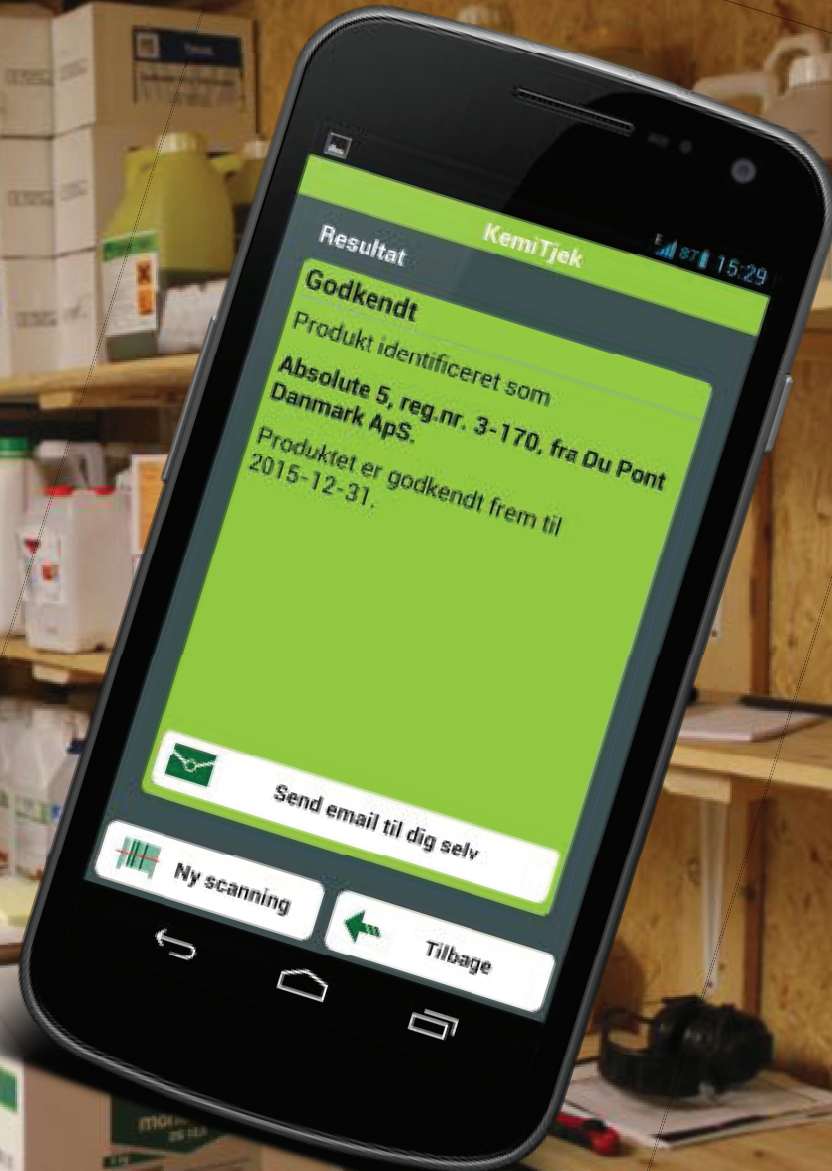 E 87 15:29
KemiTjek
Resultat
Godkendt
Produkt identificeret som
Absolute 5, reg.nr. 3-170, fra Du Pont
Danmark ApS.
Produktet er godkendt frem til
2015-12-31.
Send email til dig selv
Ny scanning
Tilbage